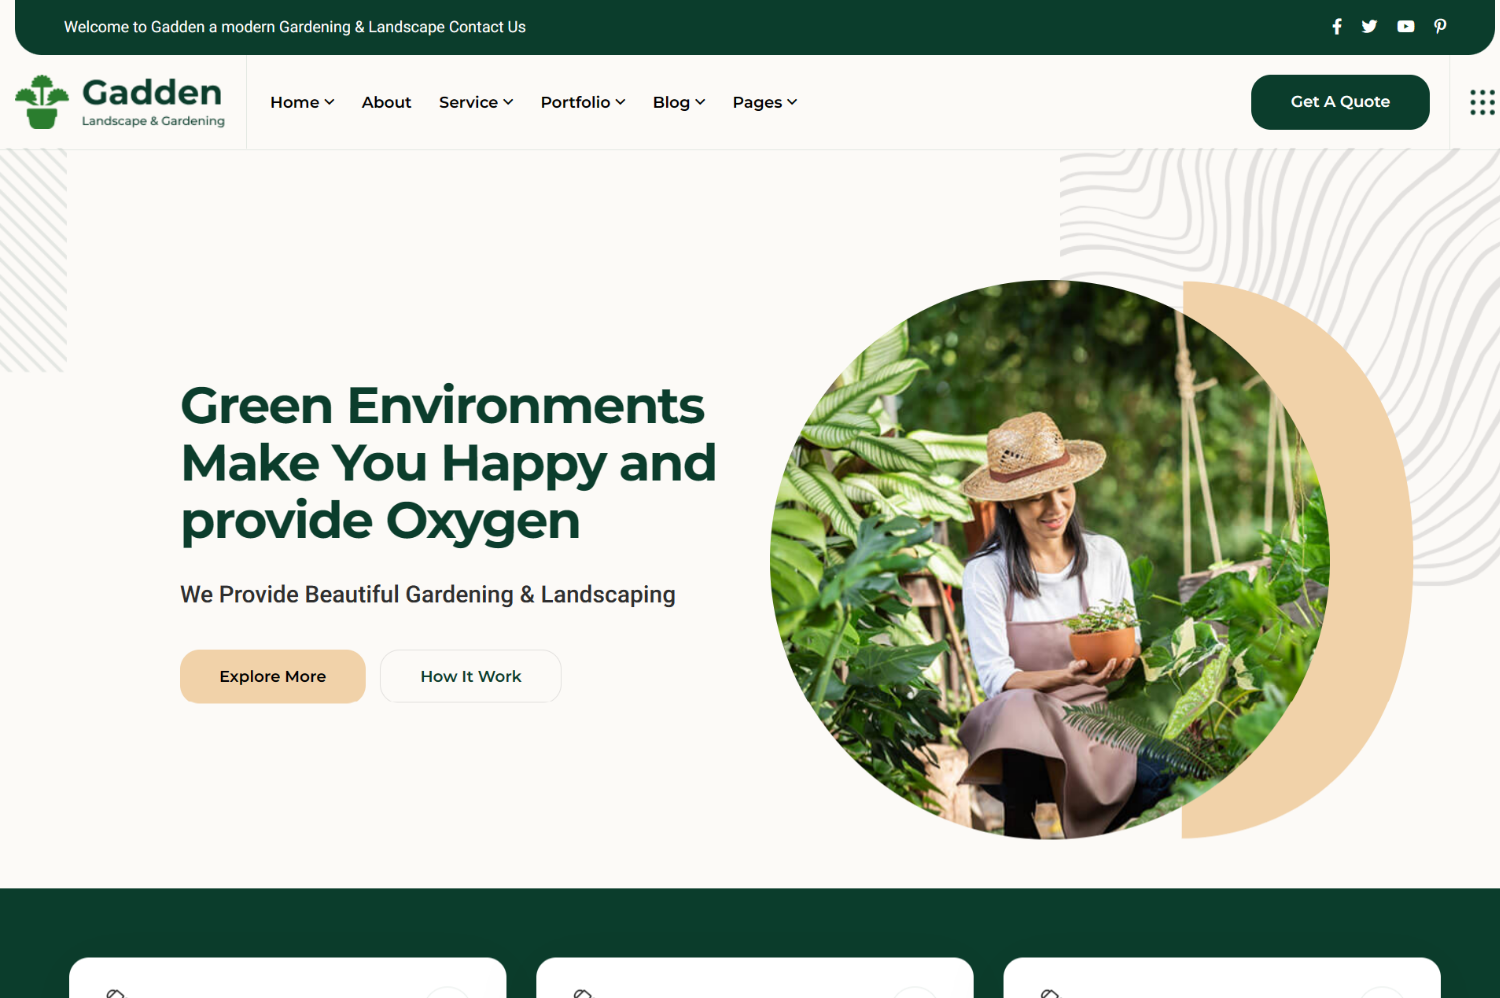 Welcome to Gadden a modern Gardening & Landscape Contact Us
Gadden
Landscape & Gardening
Home
About
Service
Portfolio
Blog
Pages
Get A Quote
Green Environments
Make You Happy and
provide Oxygen
We Provide Beautiful Gardening & Landscaping
Explore More
How It Work